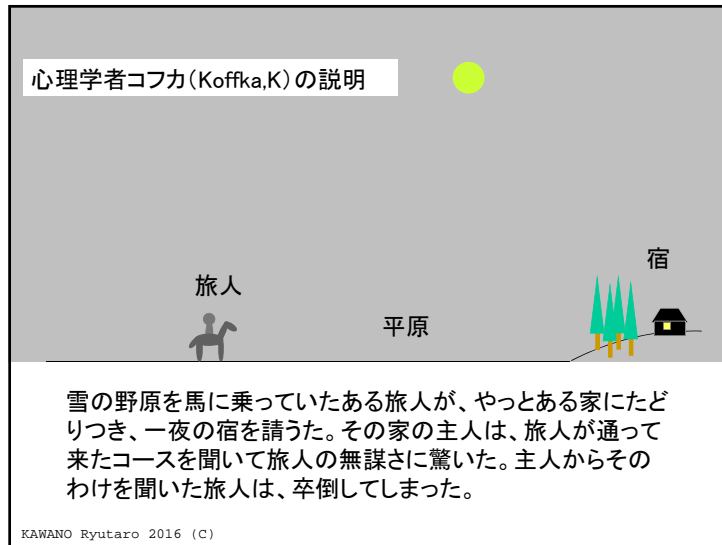 心理学者コフカ(Koffka,K)の説明
宿
旅人
平原
雪の野原を馬に乗っていたある旅人が、やっとある家にたど
りつき、一夜の宿を請うた。その家の主人は、旅人が通って
来たコースを聞いて旅人の無謀さに驚いた。主人からその
わけを聞いた旅人は、卒倒してしまった。
KAWANO Ryutaro 2016 (C)